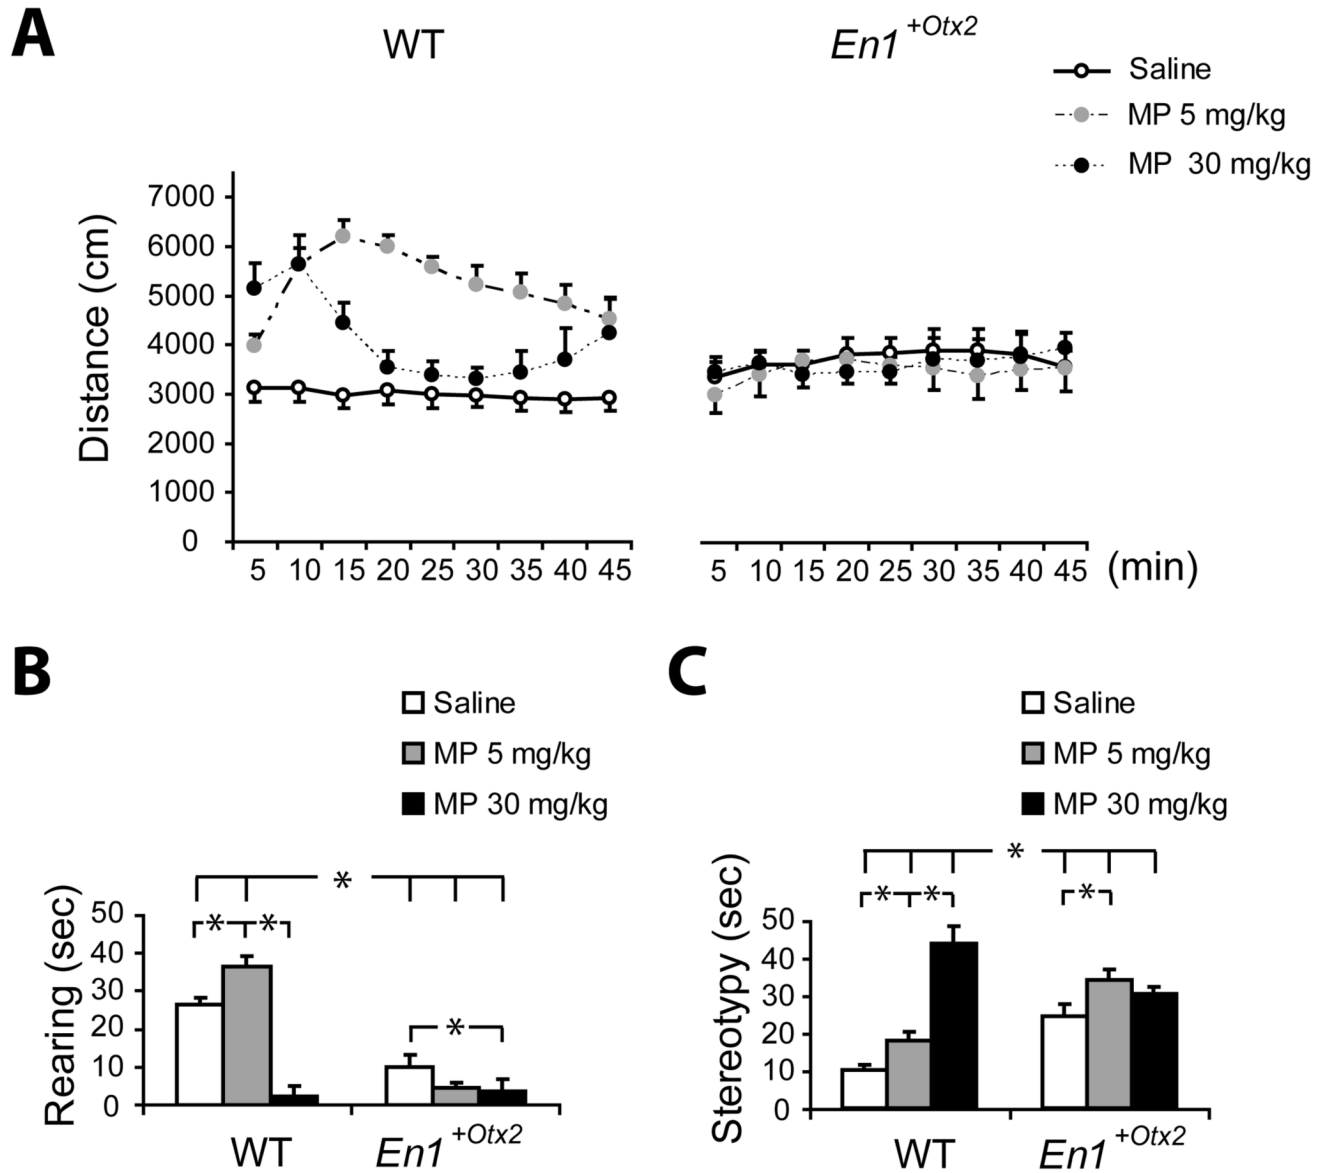 A
WT
En1 +Otx2
Saline
MP 5 mg/kg
MP 30 mg/kg
Distance (cm)
7000
6000
5000
4000
3000
2000
1000
0
5 10 15 20 25 30 35 40 45
5 10 15 20 25 30 35 40 45 (min)
B
Saline
MP 5 mg/kg
MP 30 mg/kg
Rearing (sec)
50
40
30
20
10
0
*
* *
*
WT
En1 +Otx2
C
Saline
MP 5 mg/kg
MP 30 mg/kg
Stereotypy (sec)
50
40
30
20
10
0
*
* * *
WT
En1 +Otx2